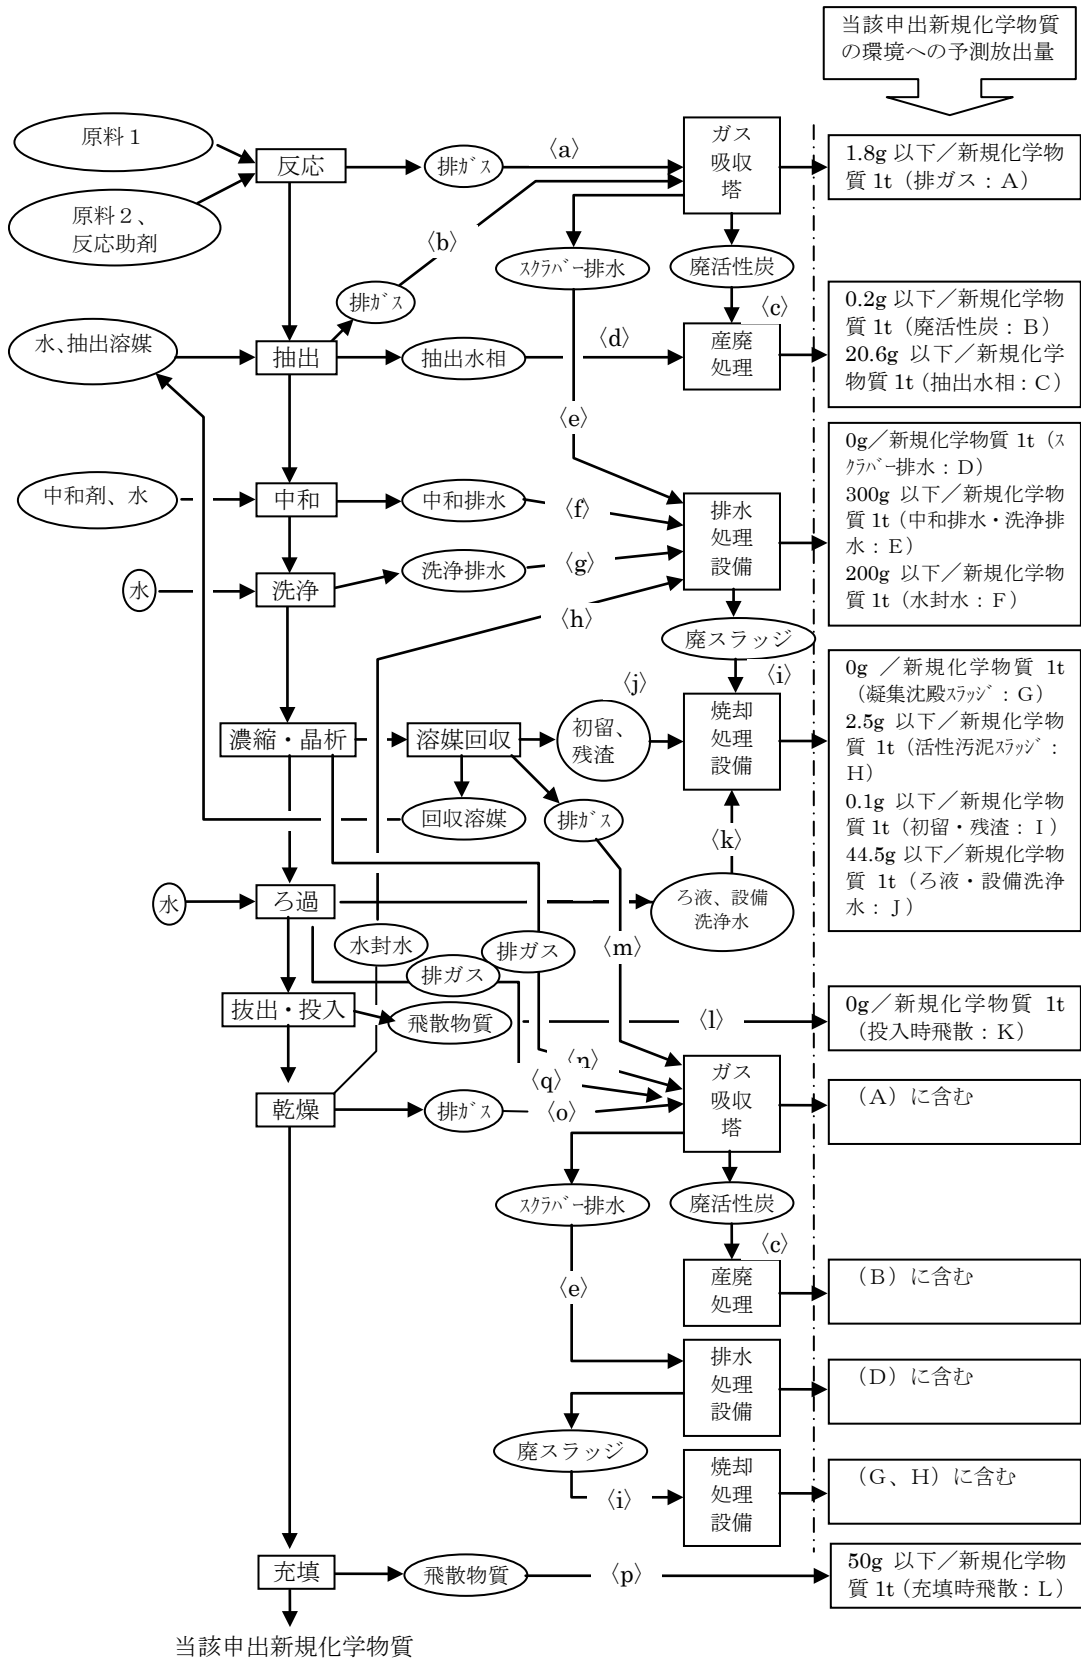 当該申出新規化学物質
の環境への予測放出量
原料１
ガス
吸収
塔
〈a〉
反応
排ガス
1.8g 以下／新規化学物
質 1t（排ガス：A）
原料２、
反応助剤
〈b〉
スクラバー排水
廃活性炭
排ガス
〈c〉
0.2g 以下／新規化学物
質 1t（廃活性炭：B）
20.6g 以下／新規化学
物質 1t（抽出水相：C）
水、抽出溶媒
抽出
抽出水相
〈d〉
産廃
処理
〈e〉
0g／新規化学物質 1t（ス
クラバー排水：D）
300g 以下／新規化学物
質 1t（中和排水・洗浄排
水：E）
200g 以下／新規化学物
質 1t（水封水：F）
中和剤、水
中和
中和排水
〈f〉
排水
処理
設備
水
洗浄
洗浄排水
〈g〉
〈h〉
廃スラッジ
〈i〉
0g ／新規化学物質 1t
（凝集沈殿スラッジ：G）
2.5g 以下／新規化学物
質 1t（活性汚泥スラッジ：
H）
0.1g 以下／新規化学物
質 1t（初留・残渣：I）
44.5g 以下／新規化学物
質 1t（ろ液・設備洗浄
水：J）
〈j〉
濃縮・晶析
溶媒回収
初留、
残渣
焼却
処理
設備
回収溶媒
排ガス
〈k〉
水
ろ過
ろ液、設備
洗浄水
水封水
排ガス
排ガス
〈m〉
抜出・投入
飛散物質
〈l〉
0g／新規化学物質 1t
（投入時飛散：K）
〈n〉
〈q〉
ガス
吸収
塔
乾燥
排ガス
〈o〉
（A）に含む
スクラバー排水
廃活性炭
〈c〉
〈e〉
産廃
処理
（B）に含む
排水
処理
設備
（D）に含む
廃スラッジ
〈i〉
焼却
処理
設備
（G、H）に含む
充填
飛散物質
〈p〉
50g 以下／新規化学物
質 1t（充填時飛散：L）
当該申出新規化学物質